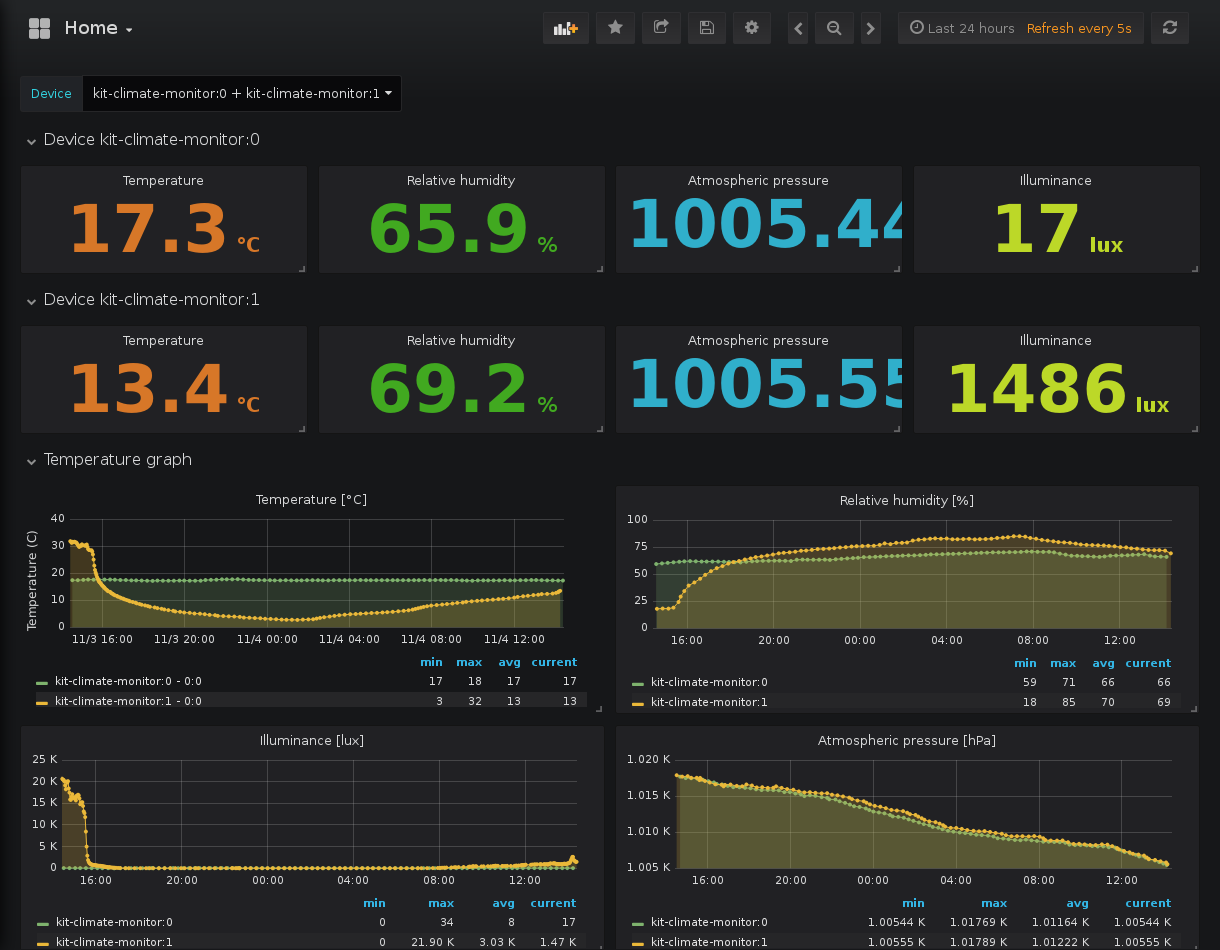 Home
Last 24 hours Refresh every 5s
Device kit-climate-monitor:0 + kit-climate-monitor:1
Device kit-climate-monitor:0
Temperature Relative humidity Atmospheric pressure Illuminance
17.3 °C 65.9 % 1005.44 17 lux
Device kit-climate-monitor:1
Temperature Relative humidity Atmospheric pressure Illuminance
13.4 °C 69.2 % 1005.55 1486 lux
Temperature graph
Temperature [°C]
Temperature (C)
40
30
20
10
0
11/3 16:00 11/3 20:00 11/4 00:00 11/4 04:00 11/4 08:00 11/4 12:00
min max avg current
kit-climate-monitor:0 - 0:0 17 18 17 17
kit-climate-monitor:1 - 0:0 3 32 13 13
Relative humidity [%]
100
75
50
25
0
16:00 20:00 00:00 04:00 08:00 12:00
min max avg current
kit-climate-monitor:0 59 71 66 66
kit-climate-monitor:1 18 85 70 69
Illuminance [lux]
25 K
20 K
15 K
10 K
5 K
0
16:00 20:00 00:00 04:00 08:00 12:00
min max avg current
kit-climate-monitor:0 0 34 8 17
kit-climate-monitor:1 0 21.90 K 3.03 K 1.47 K
Atmospheric pressure [hPa]
1.020 K
1.015 K
1.010 K
1.005 K
16:00 20:00 00:00 04:00 08:00 12:00
min max avg current
kit-climate-monitor:0 1.00544 K 1.01769 K 1.01164 K 1.00544 K
kit-climate-monitor:1 1.00555 K 1.01789 K 1.01222 K 1.00555 K